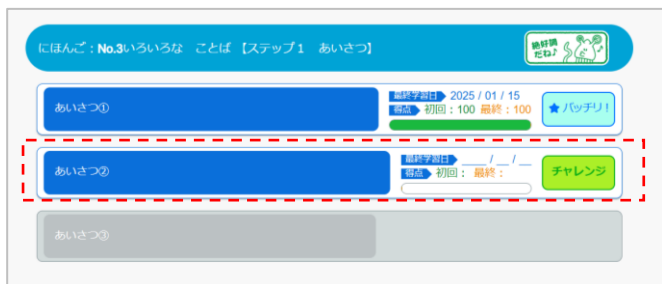 にほんご：No.3いろいろな　ことば 【ステップ１　あいさつ】
絶好調
だね♪
あいさつ①
最終学習日 2025 / 01 / 15
得点 初回：100 最終：100
★ バッチリ！
あいさつ②
最終学習日 ___ / __ / __
得点 初回： 最終：
チャレンジ
あいさつ③